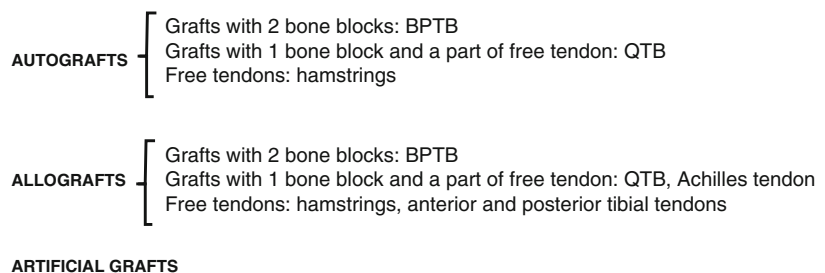 Grafts with 2 bone blocks: BPTB
AUTOGRAFTS Grafts with 1 bone block and a part of free tendon: QTB
Free tendons: hamstrings
Grafts with 2 bone blocks: BPTB
ALLOGRAFTS Grafts with 1 bone block and a part of free tendon: QTB, Achilles tendon
Free tendons: hamstrings, anterior and posterior tibial tendons
ARTIFICIAL GRAFTS